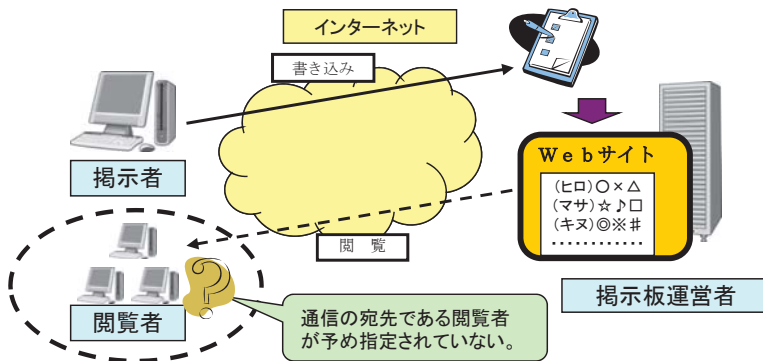 インターネット
書き込み
掲示者
Ｗｅｂサイト
(ヒロ)○×△
(マサ)☆♪□
(キヌ)◎※♯
・・・・・・・・・・・・
閲 覧
?
閲覧者
通信の宛先である閲覧者
が予め指定されていない。
掲示板運営者